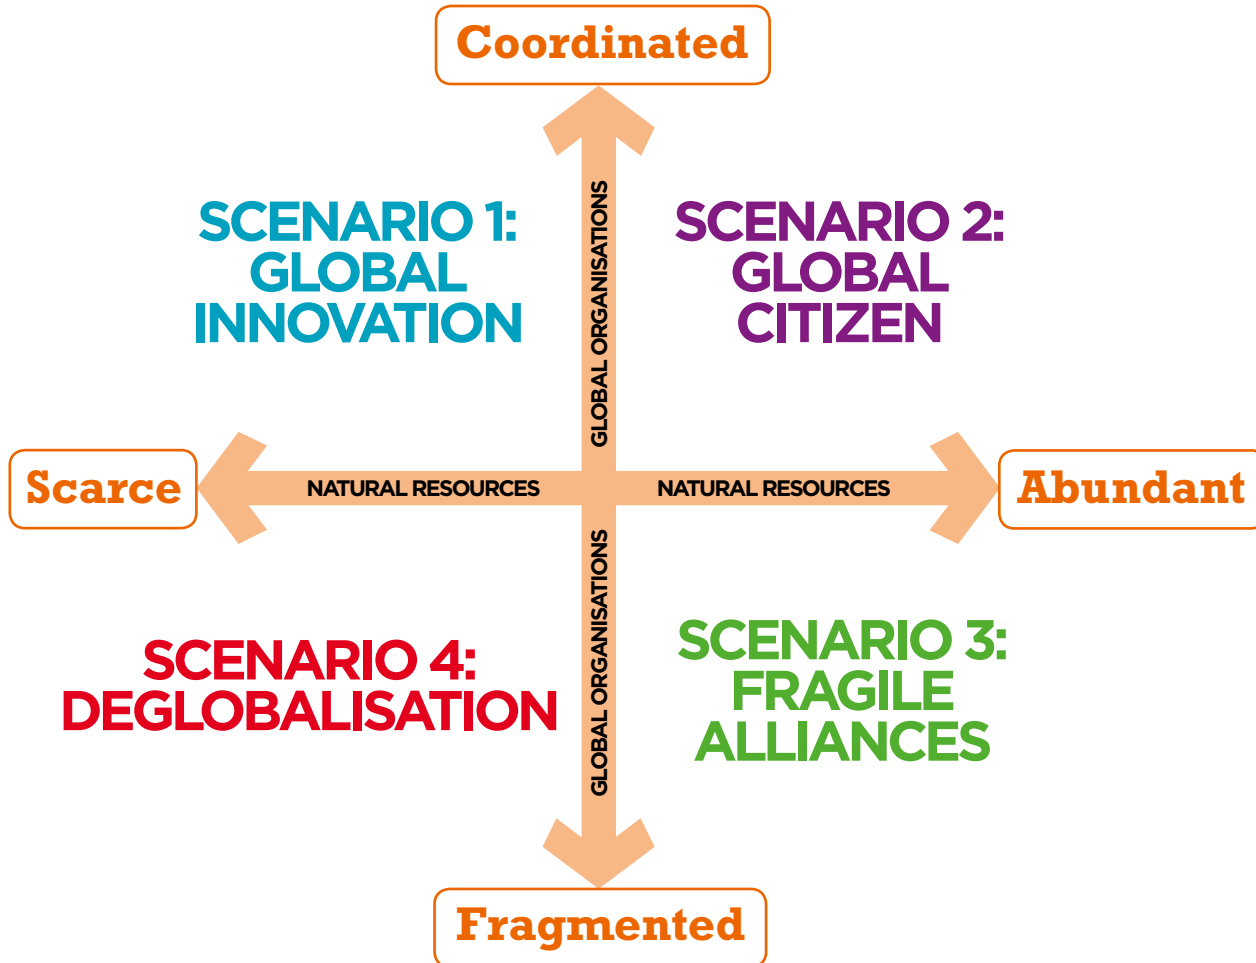 Coordinated
SCENARIO 1:
GLOBAL
INNOVATION
GLOBAL ORGANISATIONS
SCENARIO 2:
GLOBAL
CITIZEN
Scarce
NATURAL RESOURCES
NATURAL RESOURCES
Abundant
SCENARIO 4:
DEGLOBALISATION
GLOBAL ORGANISATIONS
SCENARIO 3:
FRAGILE
ALLIANCES
Fragmented